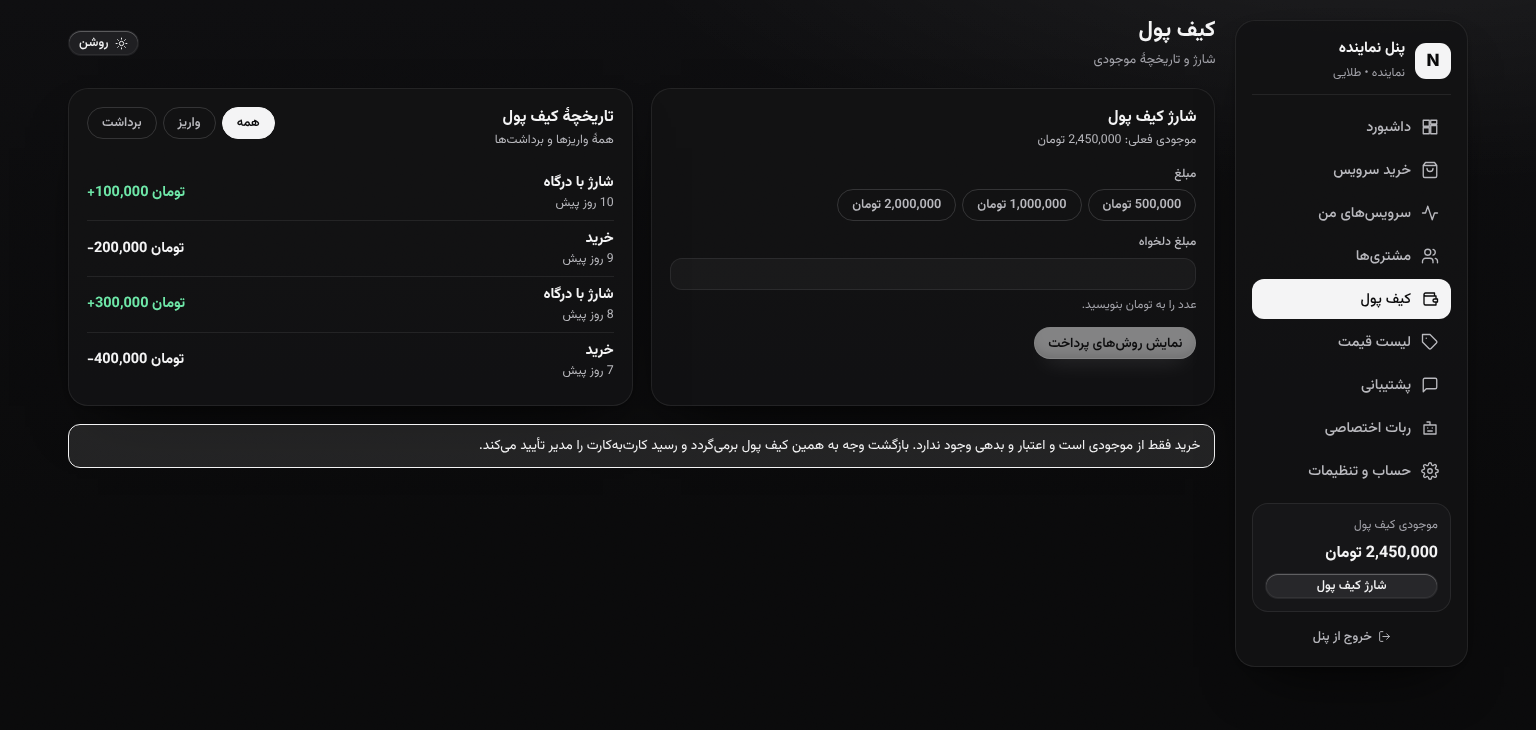 N
پنل نماینده
نماینده • طلایی
داشبورد
خرید سرویس
سرویس‌های من
مشتری‌ها
کیف پول
لیست قیمت
پشتیبانی
ربات اختصاصی
حساب و تنظیمات
موجودی کیف پول
2,450,000 تومان
شارژ کیف پول
خروج از پنل
کیف پول
شارژ و تاریخچهٔ موجودی
روشن
شارژ کیف پول
موجودی فعلی: 2,450,000 تومان
مبلغ
500,000 تومان
1,000,000 تومان
2,000,000 تومان
مبلغ دلخواه
عدد را به تومان بنویسید.
نمایش روش‌های پرداخت
تاریخچهٔ کیف پول
همهٔ واریزها و برداشت‌ها
همه
واریز
برداشت
شارژ با درگاه
10 روز پیش
+100,000 تومان
خرید
9 روز پیش
-200,000 تومان
شارژ با درگاه
8 روز پیش
+300,000 تومان
خرید
7 روز پیش
-400,000 تومان
خرید فقط از موجودی است و اعتبار و بدهی وجود ندارد. بازگشت وجه به همین کیف پول برمی‌گردد و رسید کارت‌به‌کارت را مدیر تأیید می‌کند.